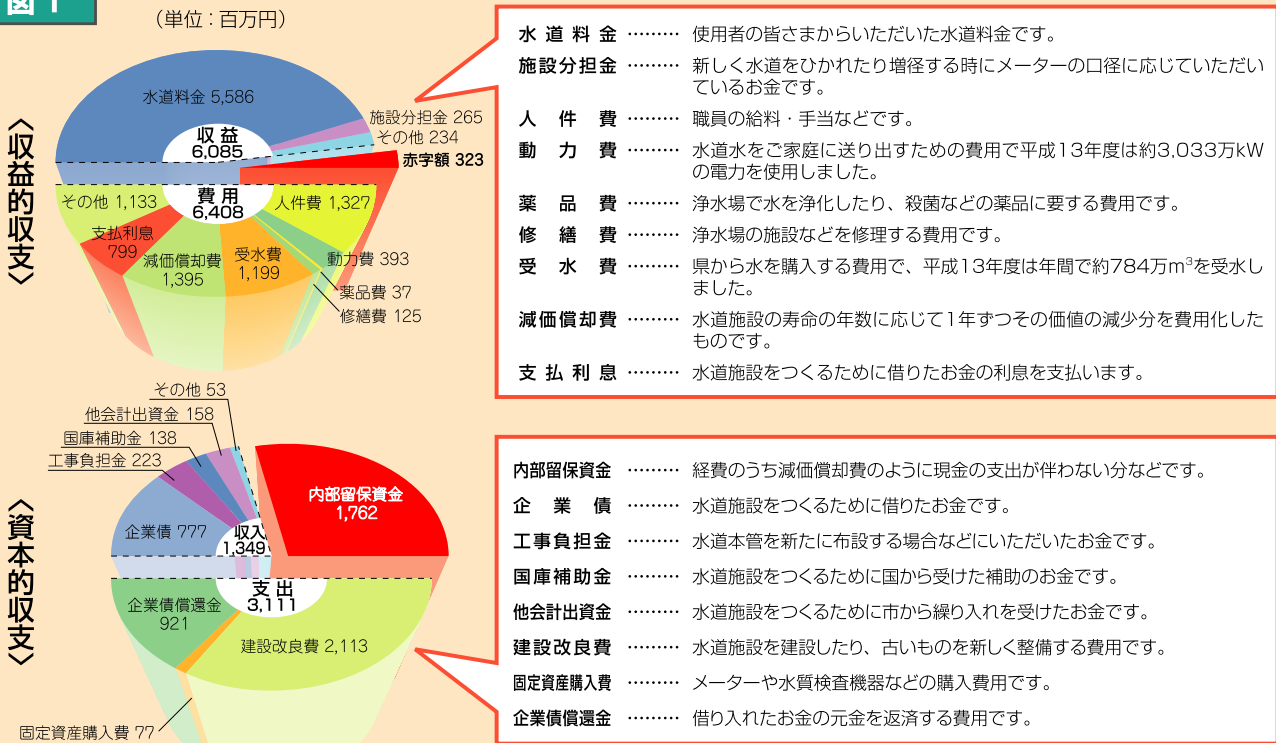 図1
（単位：百万円）
〈収益的収支〉
水道料金 5,586
施設分担金 265
その他 234
赤字額 323
収益
6,085
費用
6,408
その他 1,133
人件費 1,327
支払利息
799
減価償却費
1,395
受水費
1,199
動力費 393
薬品費 37
修繕費 125
水道料金 ……… 使用者の皆さまからいただいた水道料金です。
施設分担金 ……… 新しく水道をひかれたり増径する時にメーターの口径に応じていただい
ているお金です。
人件費 ……… 職員の給料・手当などです。
動力費 ……… 水道水をご家庭に送り出すための費用で平成13年度は約3,033万kW
の電力を使用しました。
薬品費 ……… 浄水場で水を浄化したり、殺菌などの薬品に要する費用です。
修繕費 ……… 浄水場の施設などを修理する費用です。
受水費 ……… 県から水を購入する費用で、平成13年度は年間で約784万m³を受水し
ました。
減価償却費 ……… 水道施設の寿命の年数に応じて1年ずつその価値の減少分を費用化した
ものです。
支払利息 ……… 水道施設をつくるために借りたお金の利息を支払います。
〈資本的収支〉
その他 53
他会計出資金 158
国庫補助金 138
工事負担金 223
企業債 777
収入
1,349
内部留保資金
1,762
支出
3,111
企業債償還金
921
建設改良費 2,113
固定資産購入費 77
内部留保資金 ……… 経費のうち減価償却費のように現金の支出が伴わない分などです。
企業債 ……… 水道施設をつくるために借りたお金です。
工事負担金 ……… 水道本管を新たに布設する場合などにいただいたお金です。
国庫補助金 ……… 水道施設をつくるために国から受けた補助のお金です。
他会計出資金 ……… 水道施設をつくるために市から繰り入れを受けたお金です。
建設改良費 ……… 水道施設を建設したり、古いものを新しく整備する費用です。
固定資産購入費 ……… メーターや水質検査機器などの購入費用です。
企業債償還金 ……… 借り入れたお金の元金を返済する費用です。